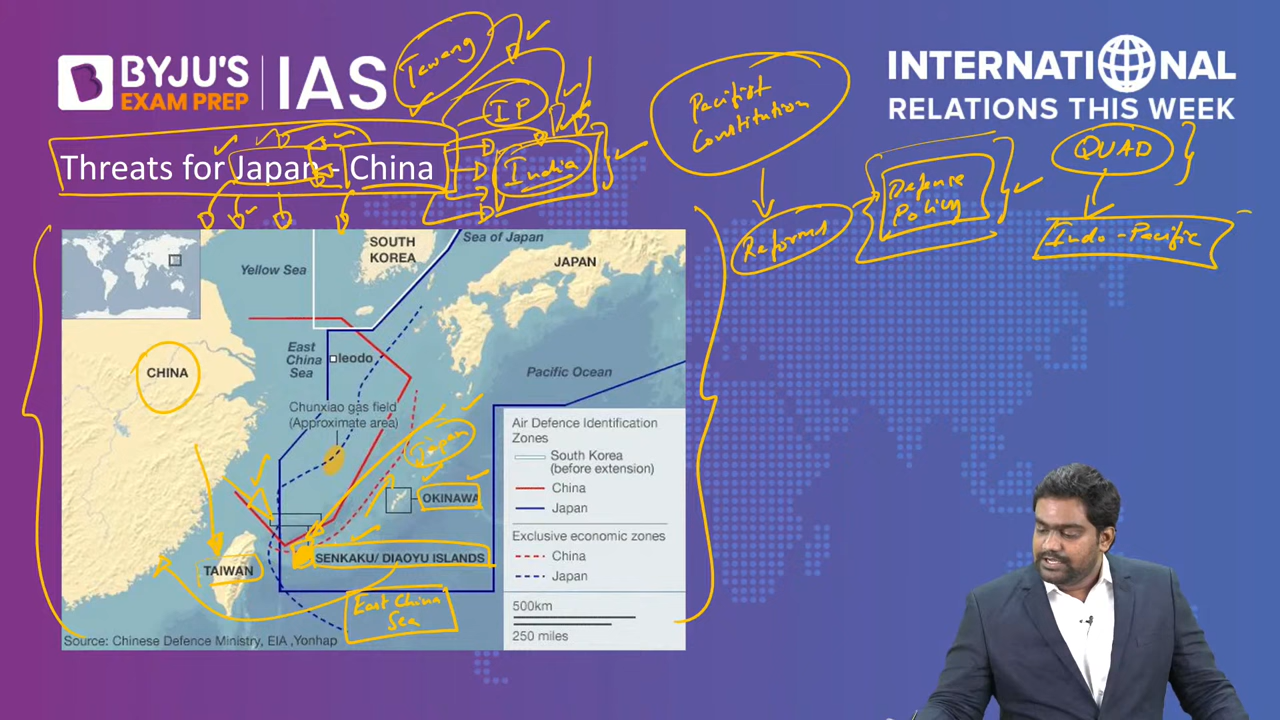 BYJU'S
EXAM PREP
IAS
INTERNATIONAL
RELATIONS THIS WEEK
Tawang
IP
Threats for Japan - China
India
Pacifist
Constitution
QUAD
Reformed
Defense
Policy
Indo-Pacific
Yellow Sea
SOUTH
KOREA
Sea of Japan
JAPAN
East
China
Sea
Ieodo
CHINA
Pacific Ocean
Chunxiao gas field
(Approximate area)
Japan
OKINAWA
SENKAKU/ DIAOYU ISLANDS
TAIWAN
East China
Sea
Air Defence Identification
Zones
South Korea
(before extension)
China
Japan
Exclusive economic zones
China
Japan
500km
250 miles
Source: Chinese Defence Ministry, EIA ,Yonhap